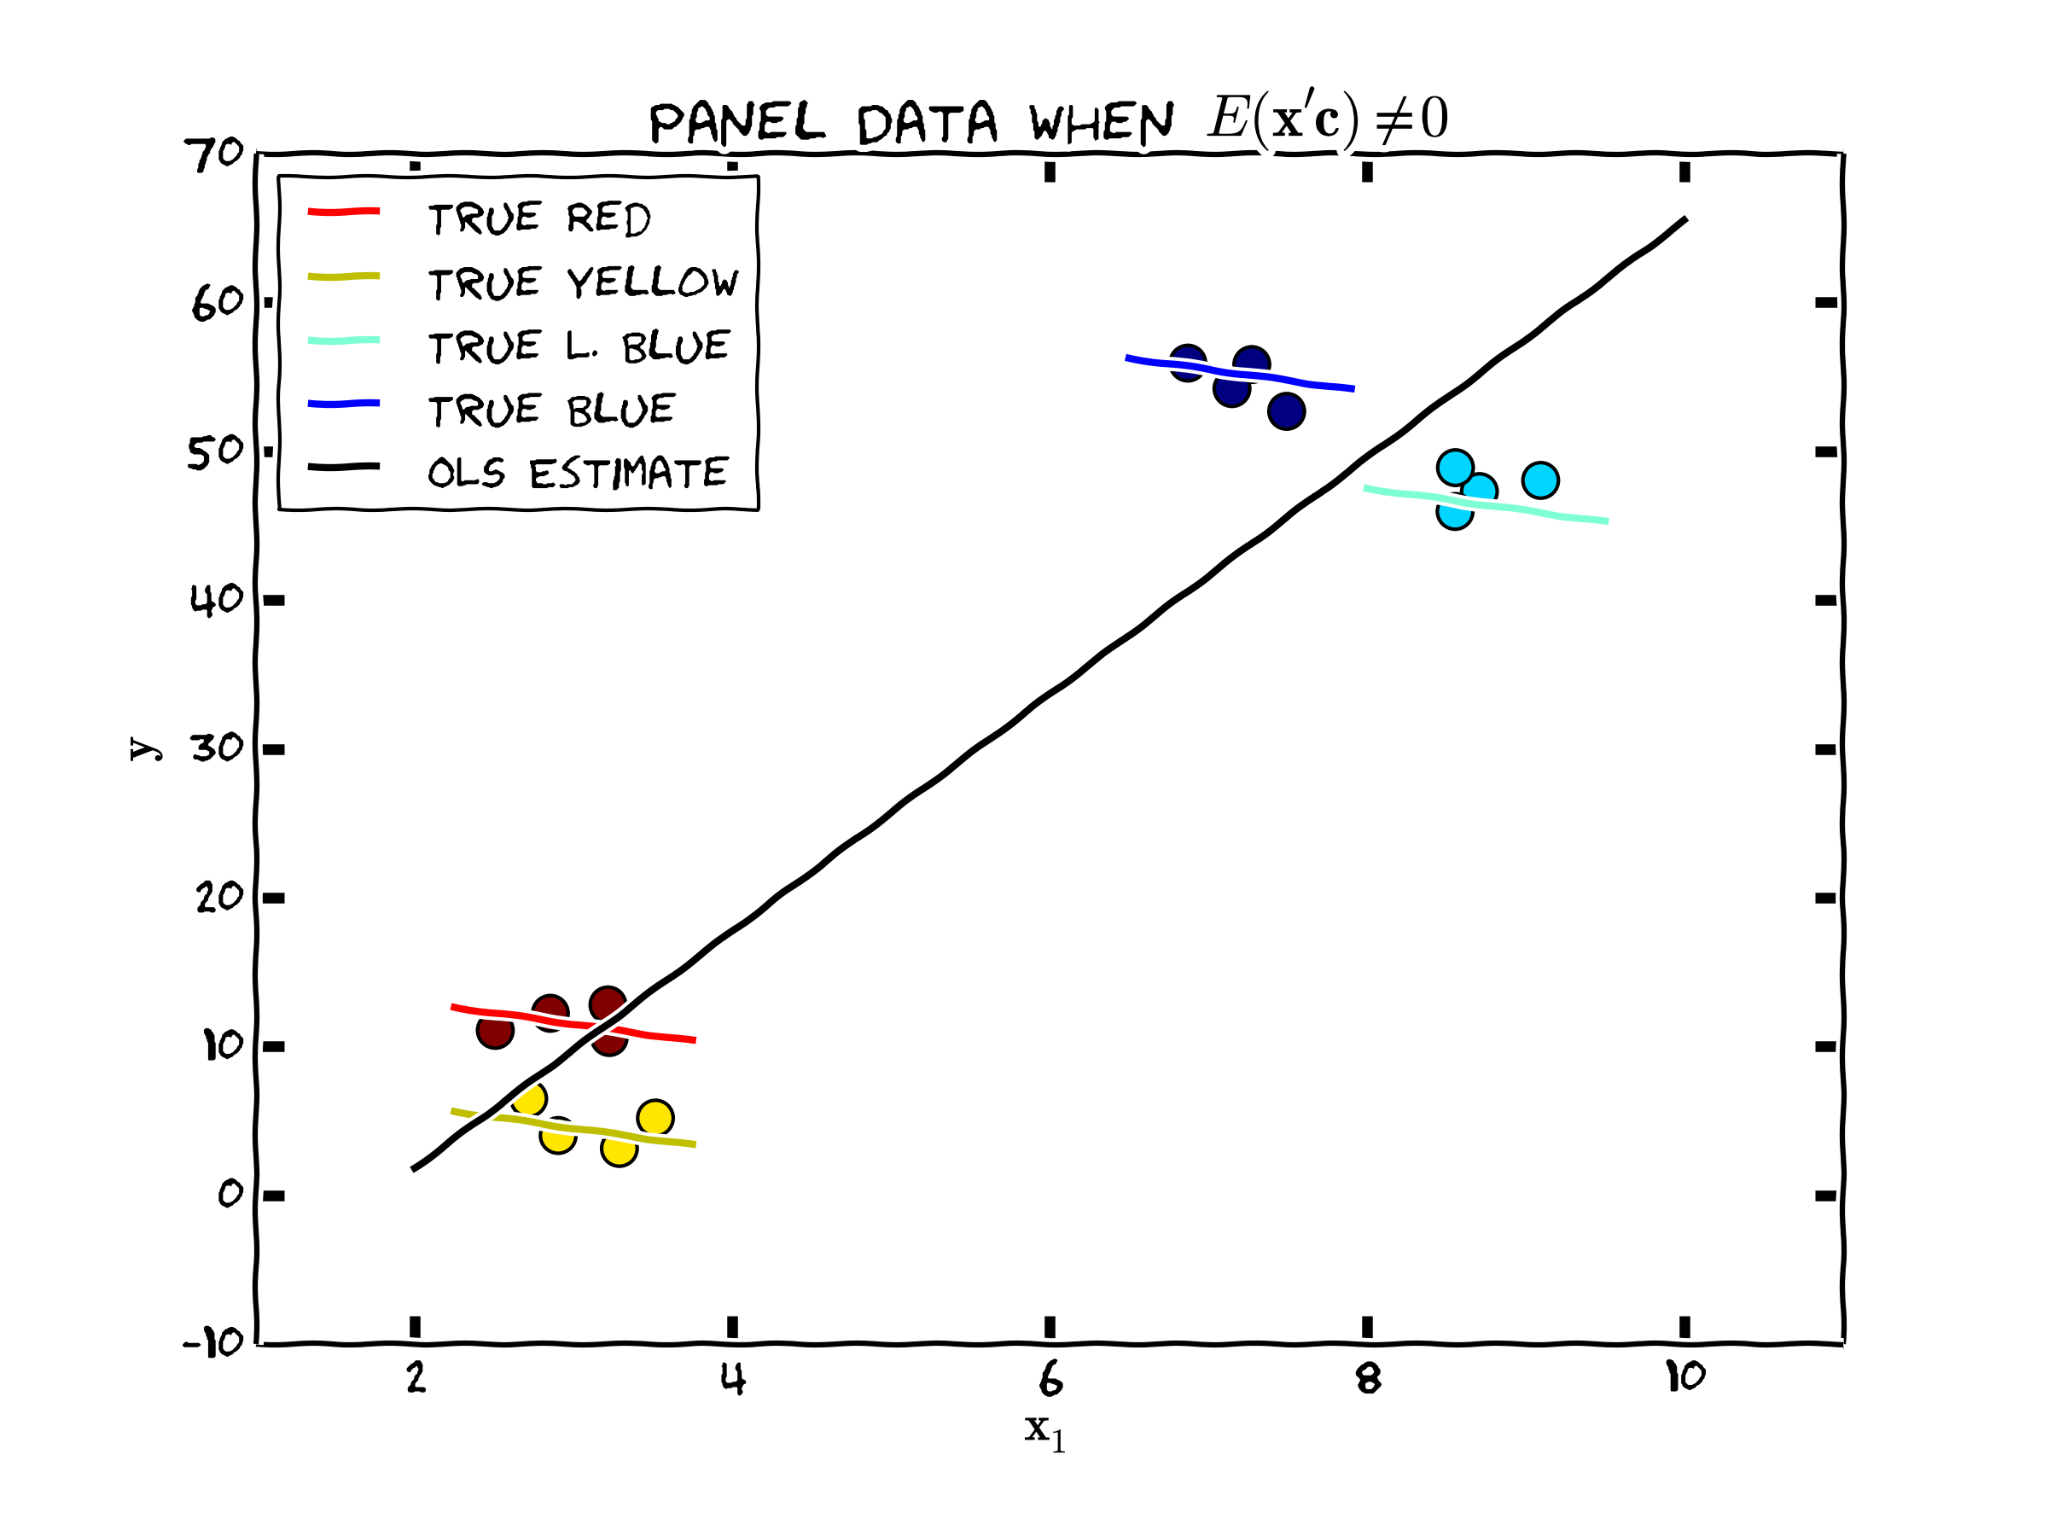 PANEL DATA WHEN E(x′c) ≠ 0
70
60
50
40
30
20
10
0
-10
TRUE RED
TRUE YELLOW
TRUE L. BLUE
TRUE BLUE
OLS ESTIMATE
y
2 4 6 8 10
x₁